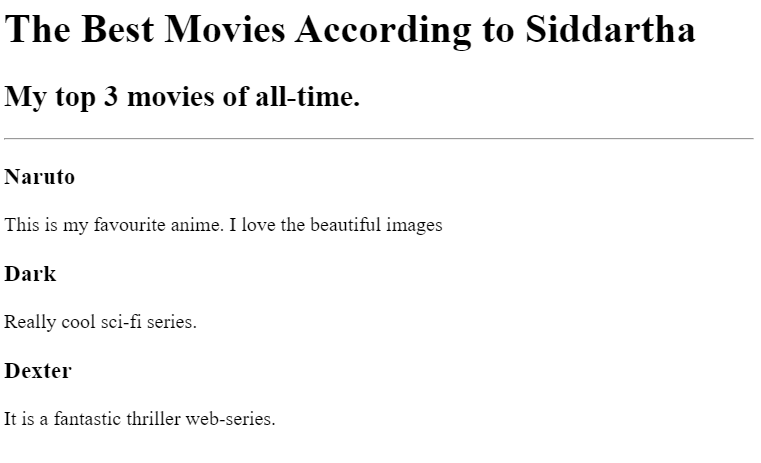 The Best Movies According to Siddartha
My top 3 movies of all-time.
Naruto
This is my favourite anime. I love the beautiful images
Dark
Really cool sci-fi series.
Dexter
It is a fantastic thriller web-series.